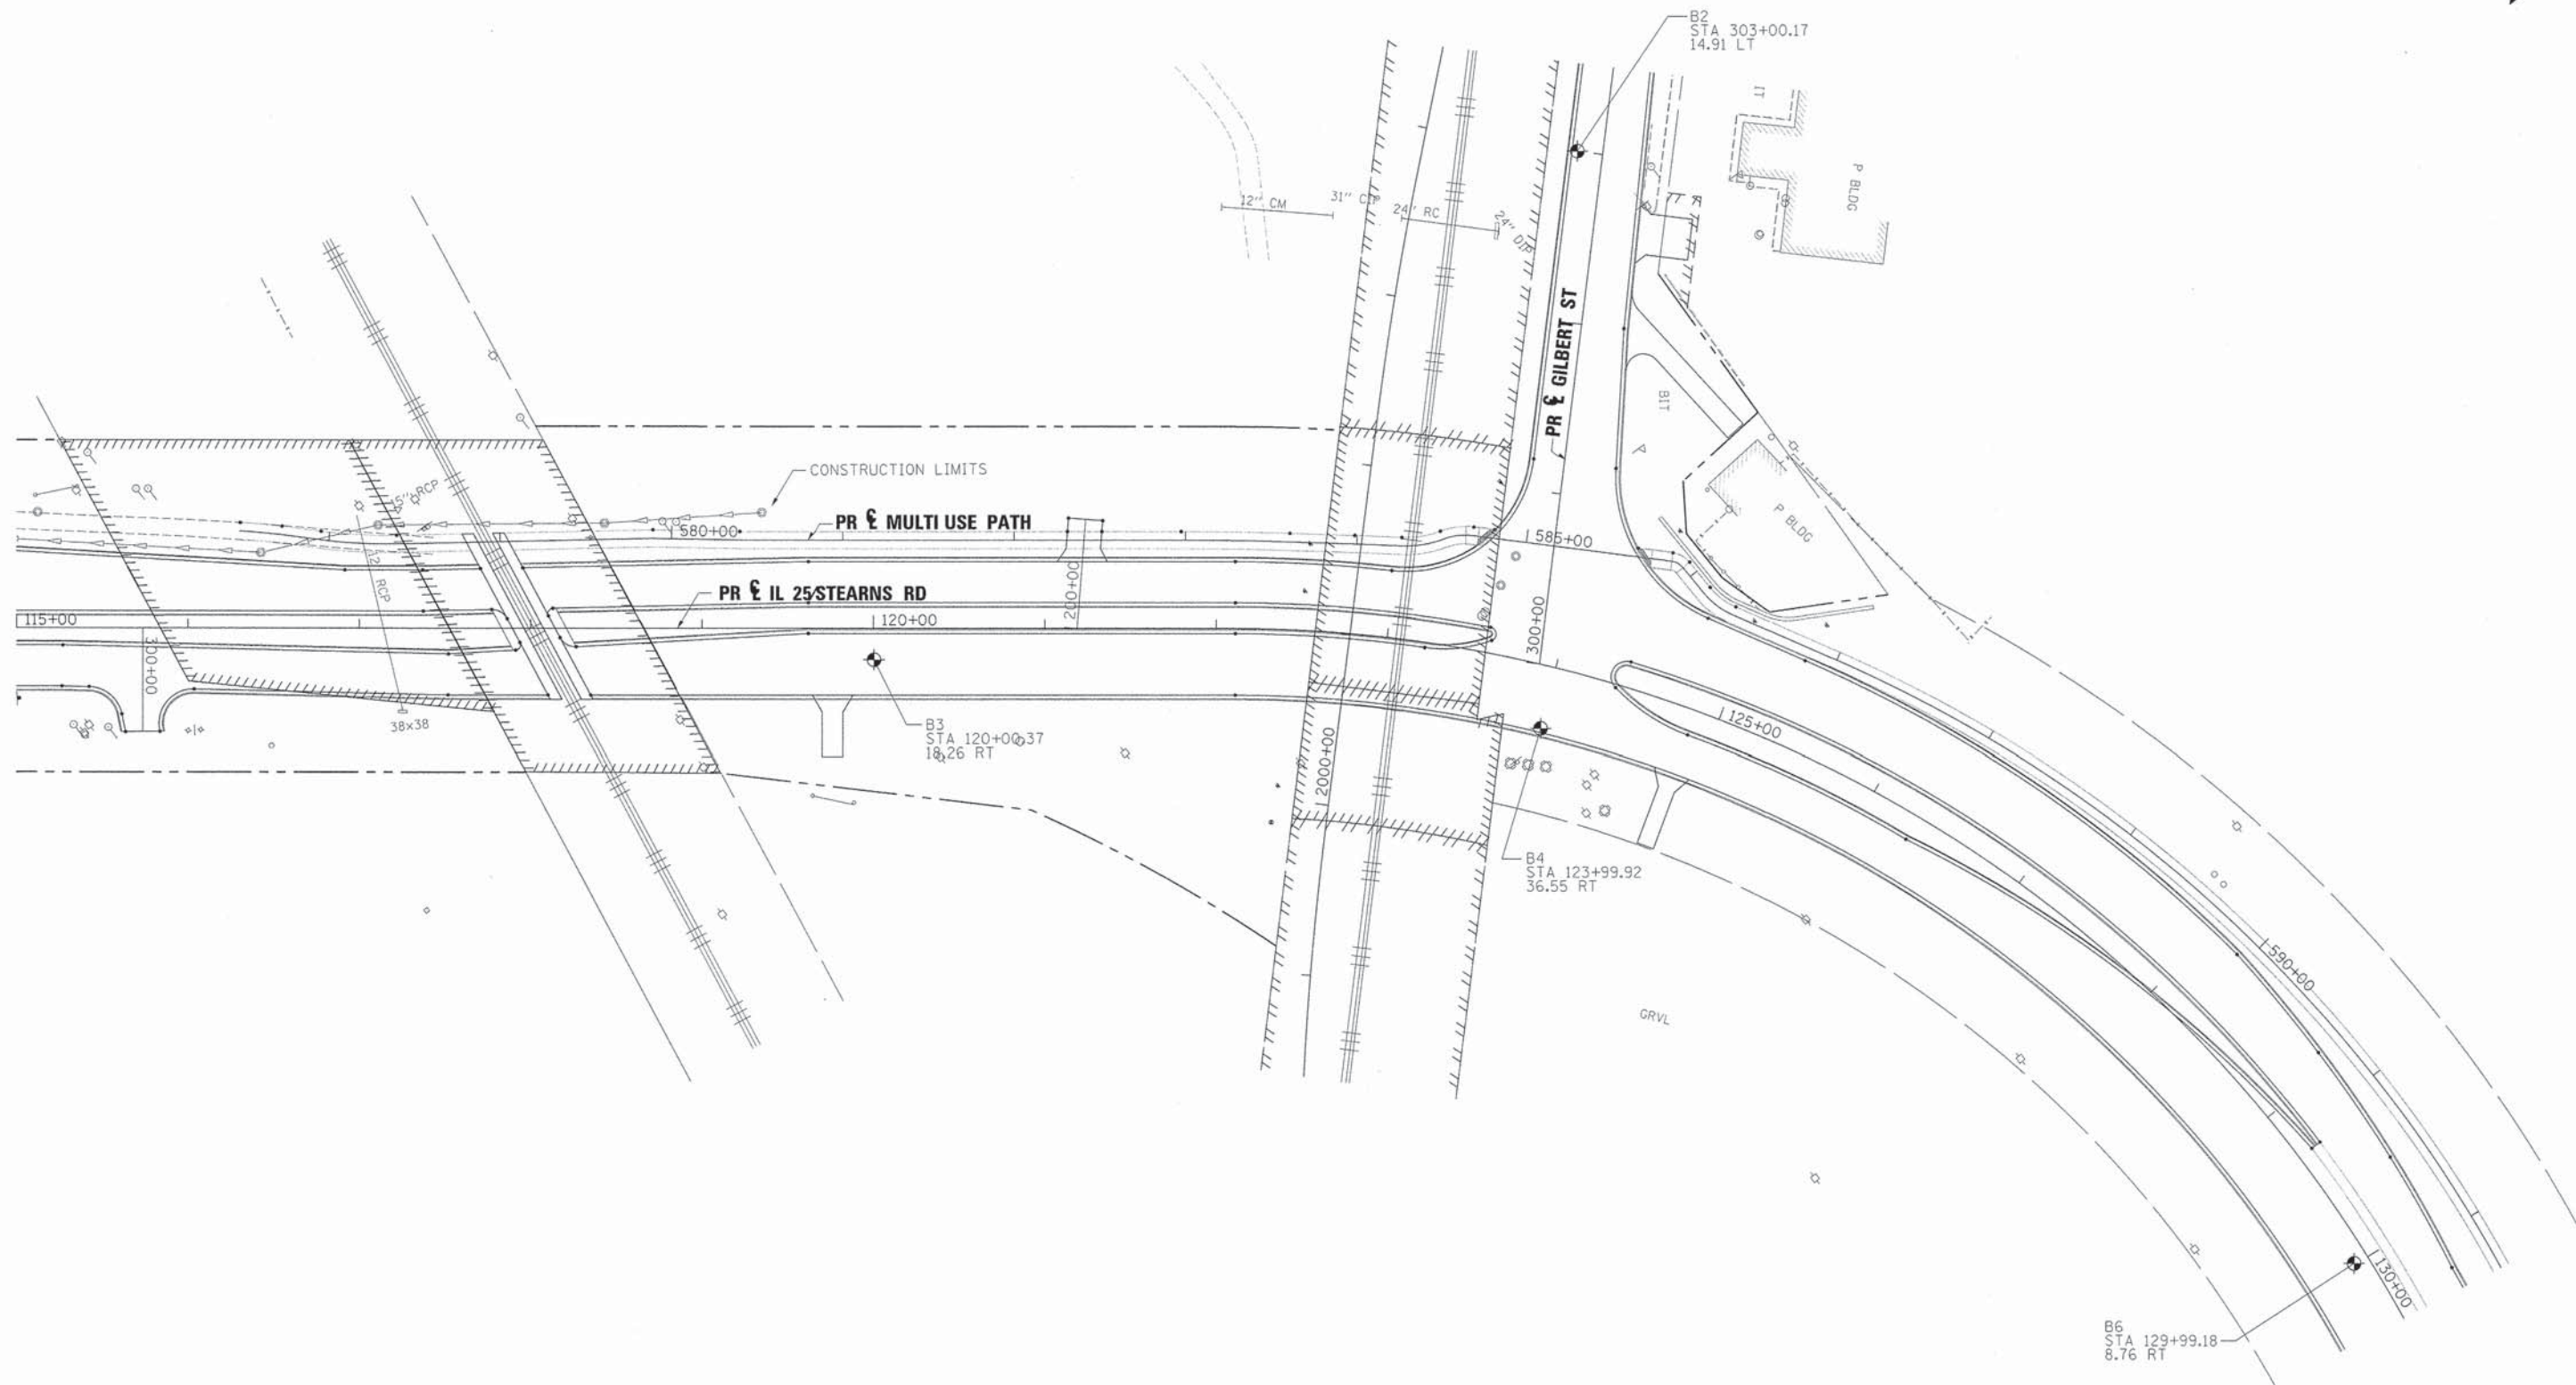 B2
STA 303+00.17
14.91 LT
P BLDG
12" CM
31" CIP
24" RC
24" DIP
PR ℄ GILBERT ST
BIT
CONSTRUCTION LIMITS
15" RCP
PR ℄ MULTI USE PATH
580+00
585+00
P BLDG
12" RCP
1200+00
PR ℄ IL 25/STEARNS RD
115+00
120+00
300+00
300+00
125+00
38x38
B3
STA 120+00.37
18.26 RT
12000+00
B4
STA 123+99.92
36.55 RT
590+00
GRVL
130+00
B6
STA 129+99.18
8.76 RT